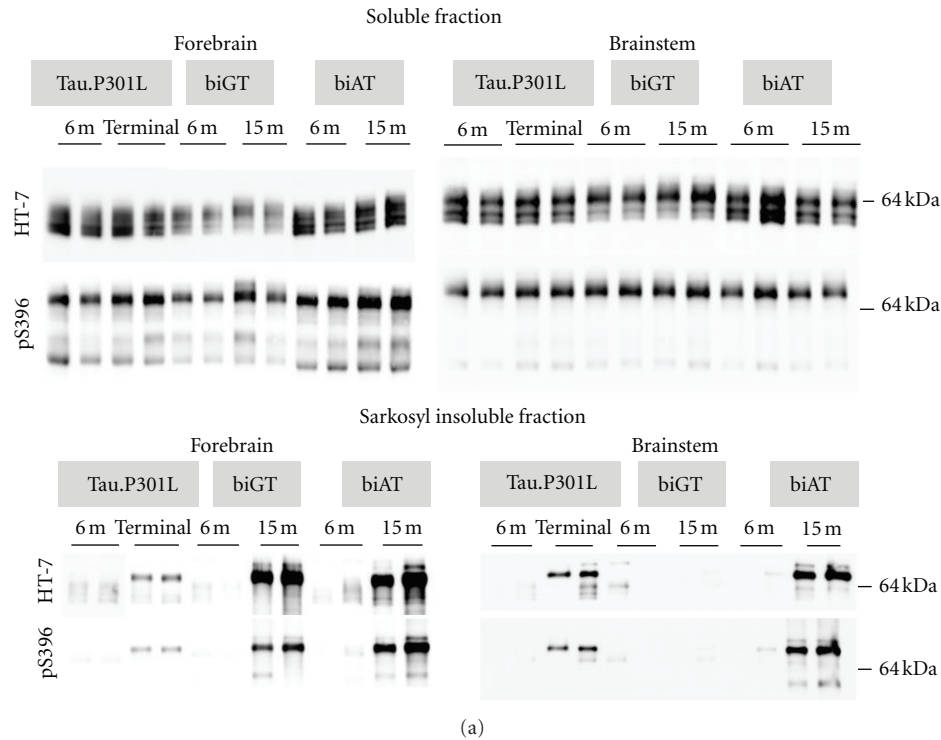 Soluble fraction
Forebrain
Brainstem
Tau.P301L
biGT
biAT
Tau.P301L
biGT
biAT
6 m Terminal 6 m 15 m 6 m 15 m
6 m Terminal 6 m 15 m 6 m 15 m
HT-7
64 kDa
pS396
64 kDa
Sarkosyl insoluble fraction
Forebrain
Brainstem
Tau.P301L
biGT
biAT
Tau.P301L
biGT
biAT
6 m Terminal 6 m 15 m 6 m 15 m
6 m Terminal 6 m 15 m 6 m 15 m
HT-7
64 kDa
pS396
64 kDa
(a)